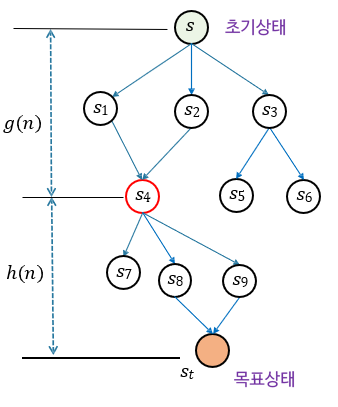 s 초기상태
s1 s2 s3
g(n)
s4 s5 s6
h(n) s7 s8 s9
st 목표상태